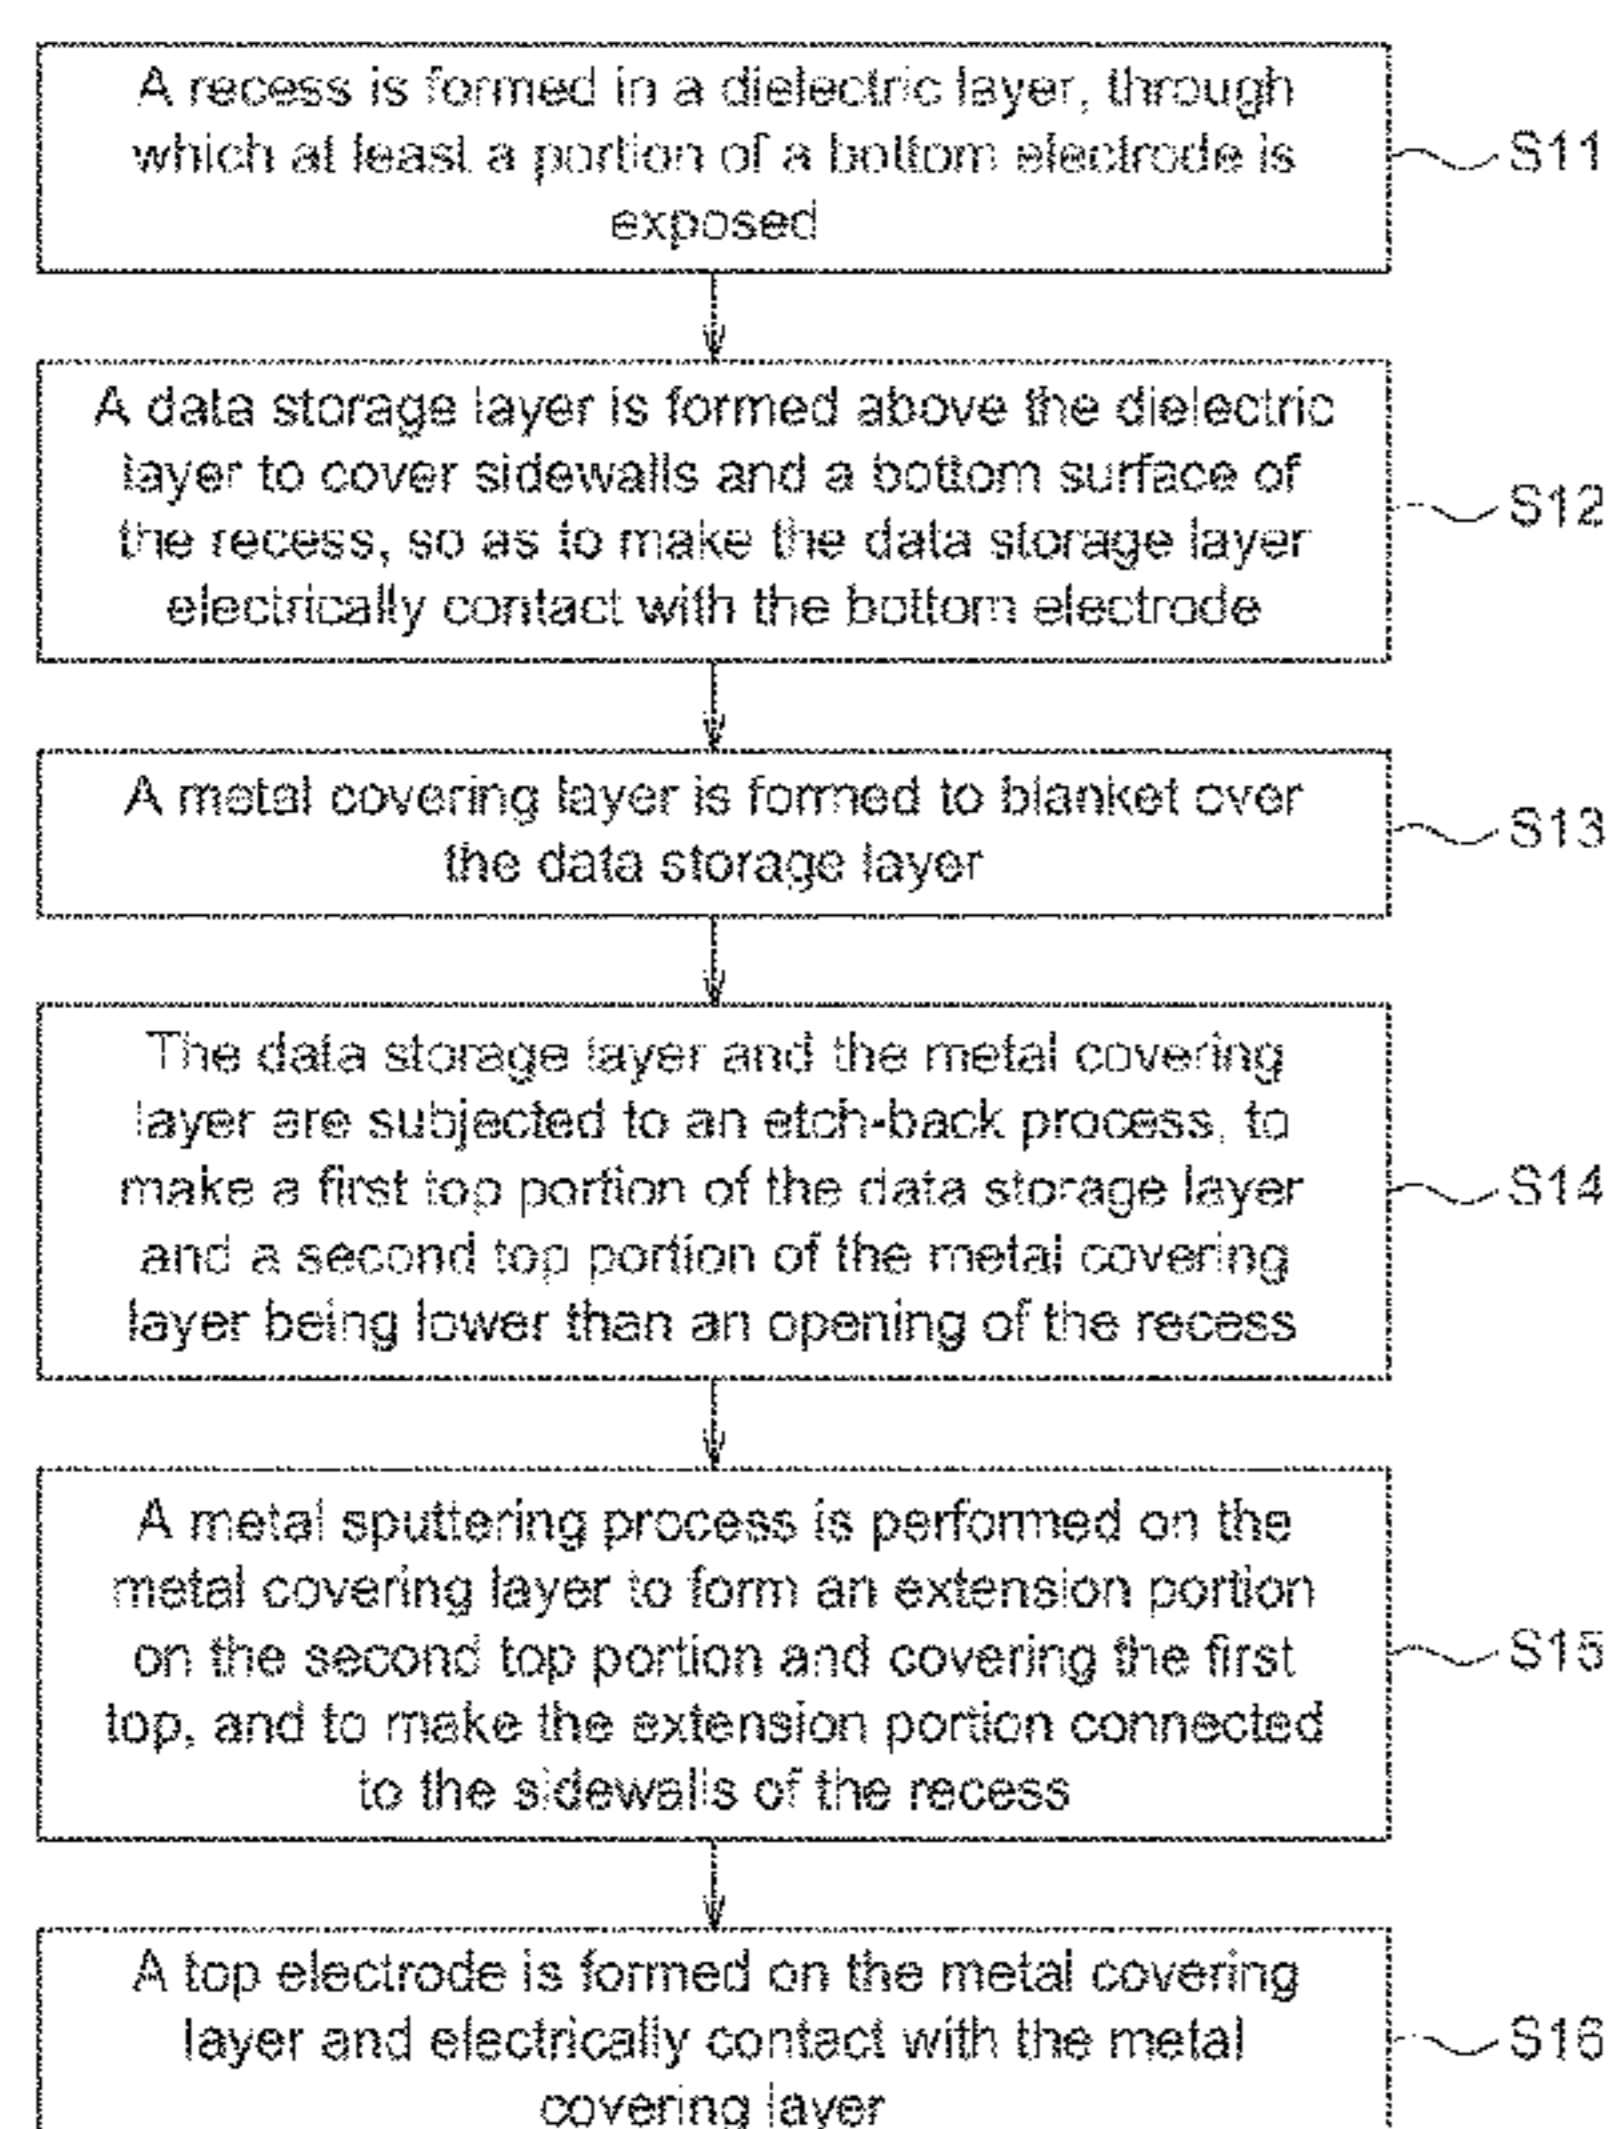 A recess is formed in a dielectric layer, through
which at least a portion of a bottom electrode is
exposed
S11
A data storage layer is formed above the dielectric
layer to cover sidewalls and a bottom surface of
the recess, so as to make the data storage layer
electrically contact with the bottom electrode
S12
A metal covering layer is formed to blanket over
the data storage layer
S13
The data storage layer and the metal covering
layer are subjected to an etch-back process, to
make a first top portion of the data storage layer
and a second top portion of the metal covering
layer being lower than an opening of the recess
S14
A metal sputtering process is performed on the
metal covering layer to form an extension portion
on the second top portion and covering the first
top, and to make the extension portion connected
to the sidewalls of the recess
S15
A top electrode is formed on the metal covering
layer and electrically contact with the metal
covering layer
S16